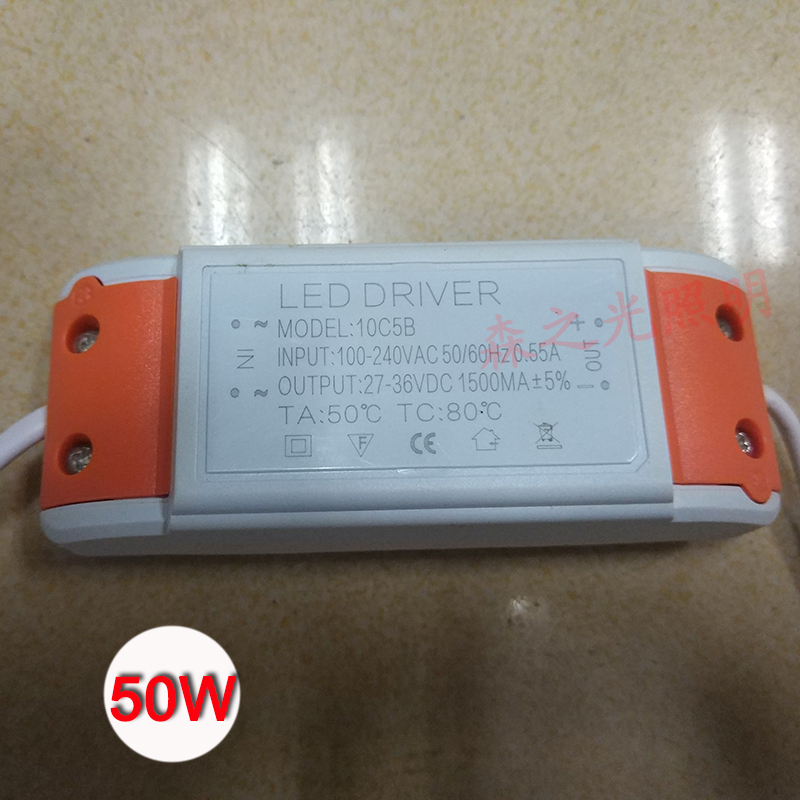 LED DRIVER
MODEL:10C5B
INPUT:100-240VAC 50/60Hz 0.55A
OUTPUT:27-36VDC 1500MA±5%
TA:50℃ TC:80℃
IN
~
~
+
OUT
—
F
CE
森之光照明
50W